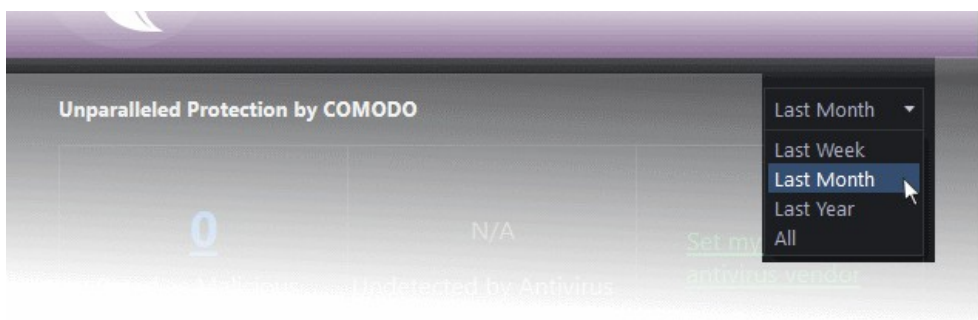 Unparalleled Protection by COMODO
Last Month
Last Week
Last Month
Last Year
All
0
N/A
Set my
antivirus vendor
Malicious
Undetected by Antivirus